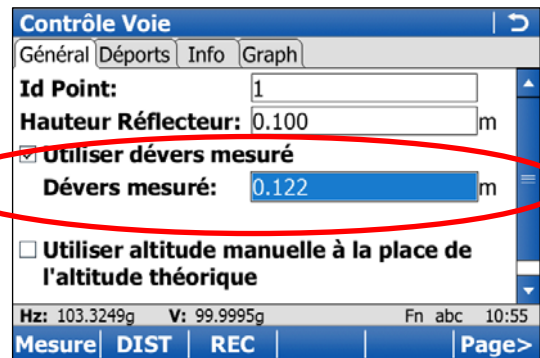 Contrôle Voie
Général Déports Info Graph
Id Point: 1
Hauteur Réflecteur: 0.100 m
Utiliser dévers mesuré
Dévers mesuré: 0.122 m
Utiliser altitude manuelle à la place de
l'altitude théorique
Hz: 103.3249g V: 99.9995g Fn abc 10:55
Mesure DIST REC Page>